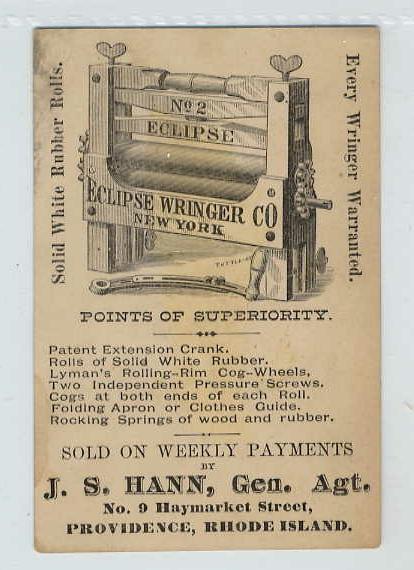 Solid White Rubber Rolls.
Every Wringer Warranted.
No 2
ECLIPSE
ECLIPSE WRINGER CO
NEW YORK
POINTS OF SUPERIORITY.
Patent Extension Crank.
Rolls of Solid White Rubber.
Lyman's Rolling-Rim Cog-Wheels,
Two Independent Pressure Screws.
Cogs at both ends of each Roll.
Folding Apron or Clothes Guide.
Rocking Springs of wood and rubber.
SOLD ON WEEKLY PAYMENTS
BY
J. S. HANN, Gen. Agt.
No. 9 Haymarket Street,
PROVIDENCE, RHODE ISLAND.